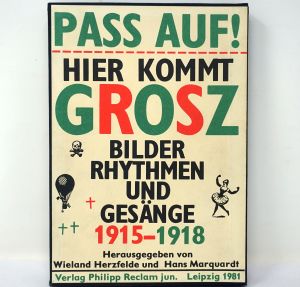 PASS AUF!
HIER KOMMT
GROSZ
BILDER
RHYTHMEN
UND
GESÄNGE
1915-1918
Herausgegeben von
Wieland Herzfelde und Hans Marquardt
Verlag Philipp Reclam jun. Leipzig 1981